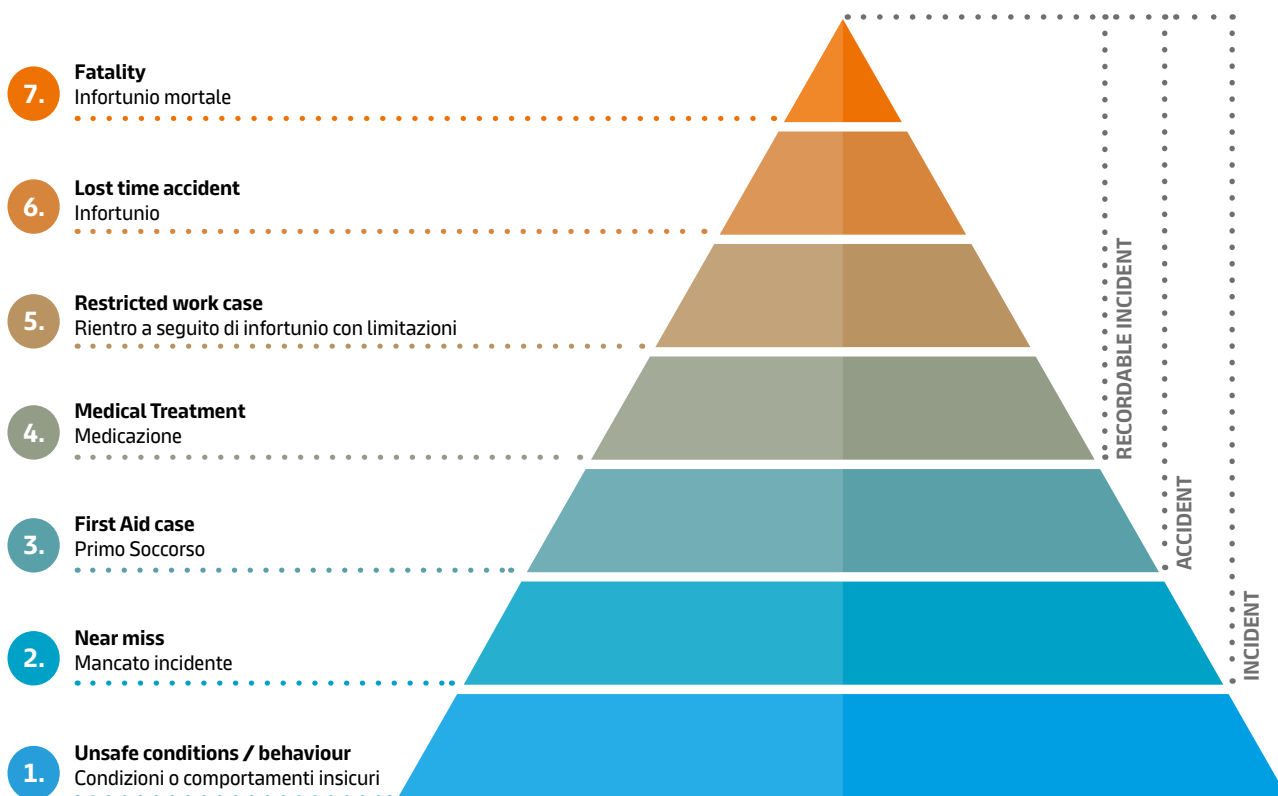 7.
Fatality
Infortunio mortale
6.
Lost time accident
Infortunio
5.
Restricted work case
Rientro a seguito di infortunio con limitazioni
4.
Medical Treatment
Medicazione
3.
First Aid case
Primo Soccorso
2.
Near miss
Mancato incidente
1.
Unsafe conditions / behaviour
Condizioni o comportamenti insicuri
RECORDABLE INCIDENT
ACCIDENT
INCIDENT